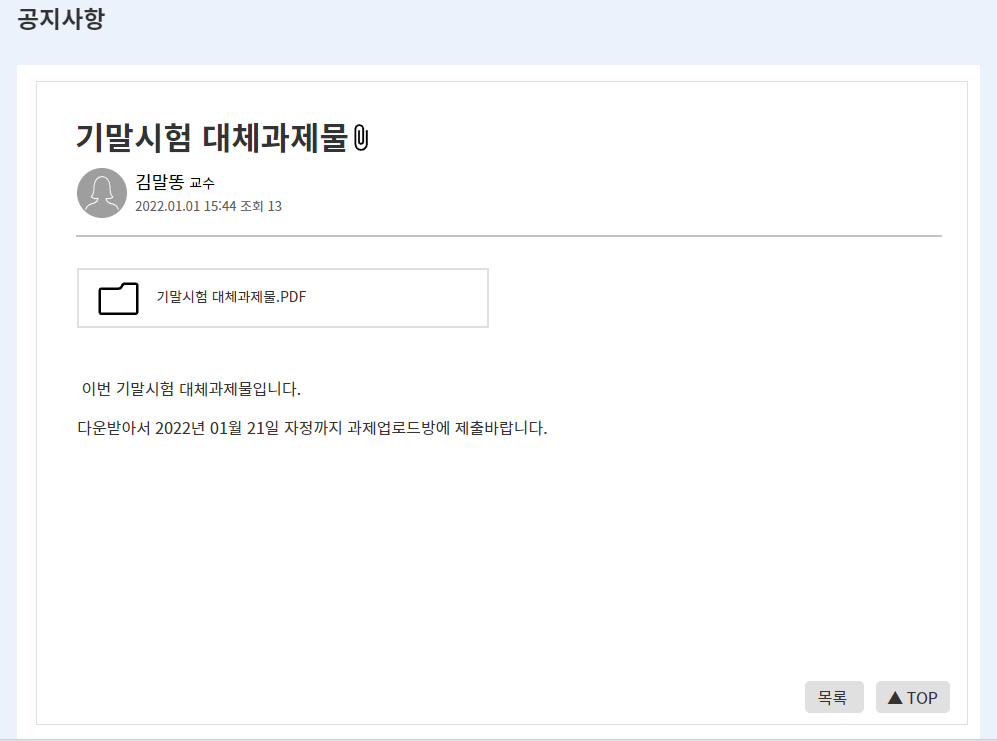 공지사항
기말시험 대체과제물
김말똥 교수
2022.01.01 15:44 조회 13
기말시험 대체과제물.PDF
이번 기말시험 대체과제물입니다.
다운받아서 2022년 01월 21일 자정까지 과제업로드방에 제출바랍니다.
목록 ▲ TOP